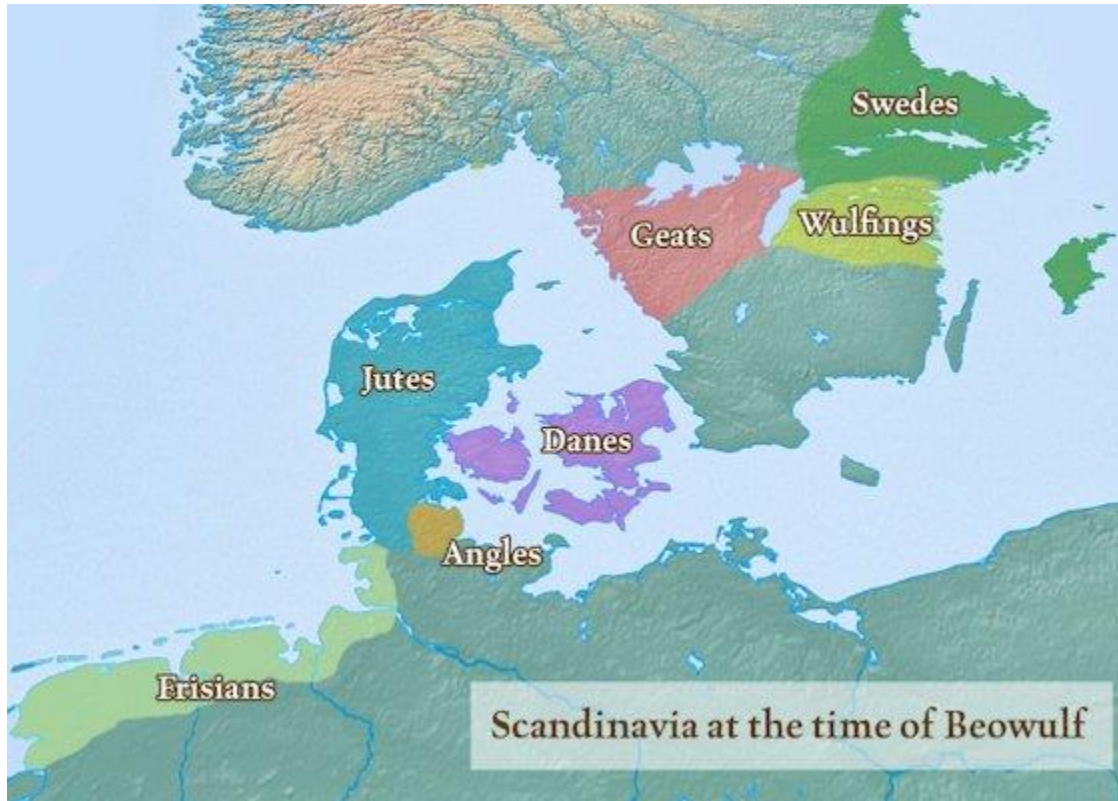 Swedes
Geats
Wulfings
Jutes
Danes
Angles
Frisians
Scandinavia at the time of Beowulf